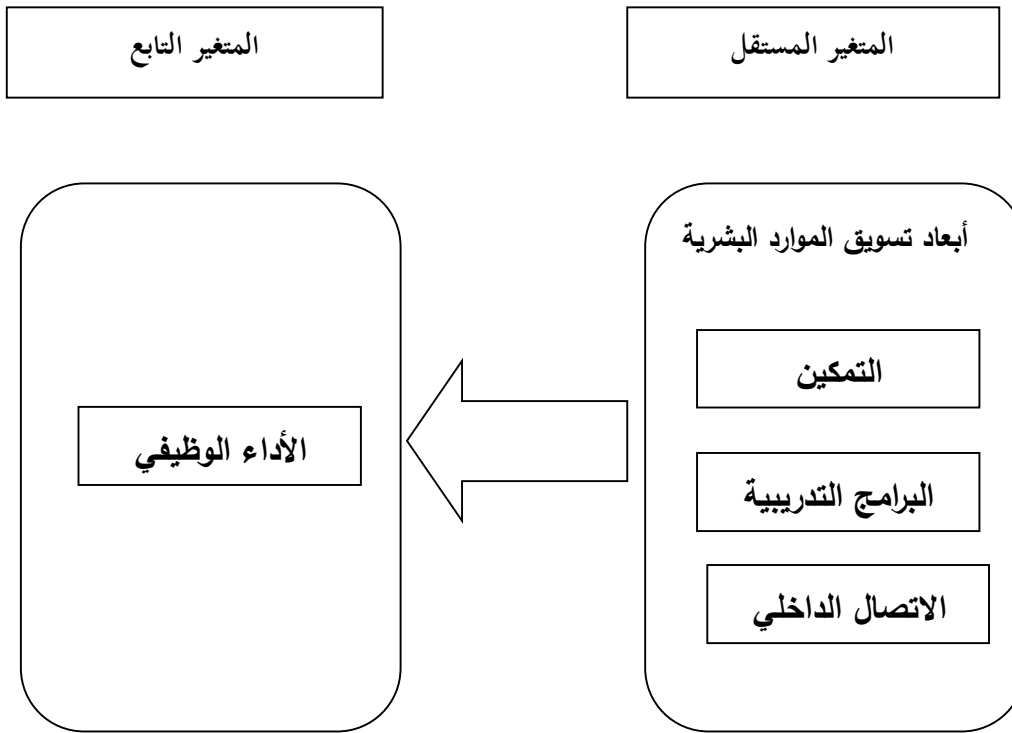 المتغير المستقل
المتغير التابع
أبعاد تسويق الموارد البشرية
التمكين
البرامج التدريبية
الاتصال الداخلي
الأداء الوظيفي